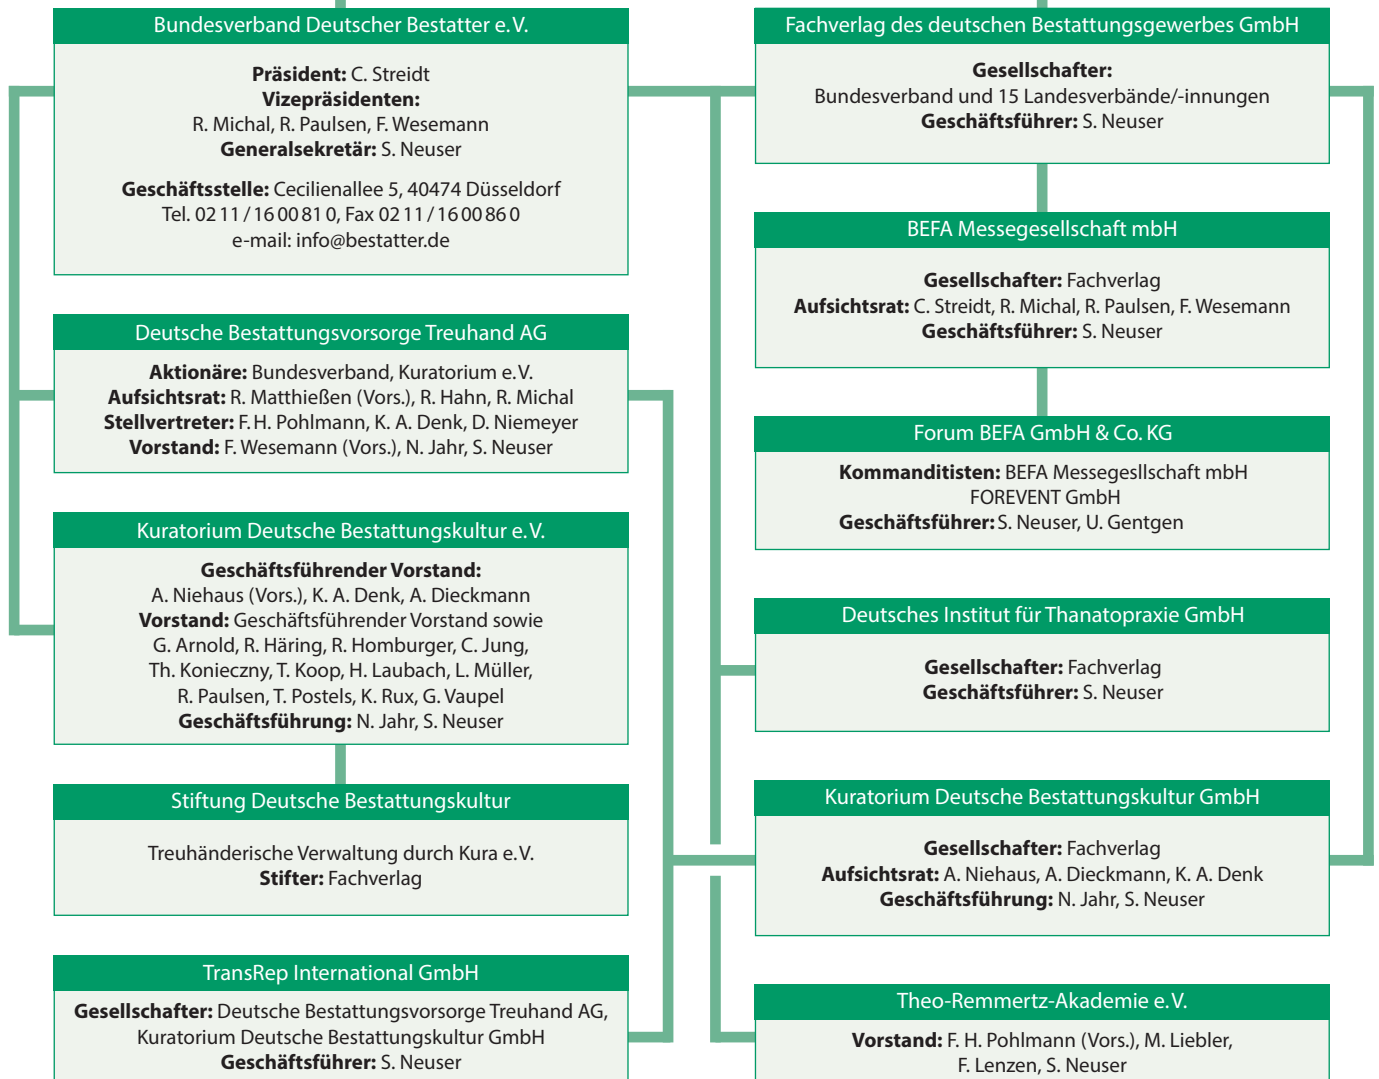 Bundesverband Deutscher Bestatter e.V.
Präsident: C. Streidt
Vizepräsidenten:
R. Michal, R. Paulsen, F. Wesemann
Generalsekretär: S. Neuser
Geschäftsstelle: Cecilienallee 5, 40474 Düsseldorf
Tel. 02 11 / 16 00 81 0, Fax 02 11 / 16 00 86 0
e-mail: info@bestatter.de
Deutsche Bestattungsvorsorge Treuhand AG
Aktionäre: Bundesverband, Kuratorium e.V.
Aufsichtsrat: R. Matthießen (Vors.), R. Hahn, R. Michal
Stellvertreter: F. H. Pohlmann, K. A. Denk, D. Niemeyer
Vorstand: F. Wesemann (Vors.), N. Jahr, S. Neuser
Kuratorium Deutsche Bestattungskultur e.V.
Geschäftsführender Vorstand:
A. Niehaus (Vors.), K. A. Denk, A. Dieckmann
Vorstand: Geschäftsführender Vorstand sowie
G. Arnold, R. Häring, R. Homburger, C. Jung,
Th. Konieczny, T. Koop, H. Laubach, L. Müller,
R. Paulsen, T. Postels, K. Rux, G. Vaupel
Geschäftsführung: N. Jahr, S. Neuser
Stiftung Deutsche Bestattungskultur
Treuhänderische Verwaltung durch Kura e.V.
Stifter: Fachverlag
TransRep International GmbH
Gesellschafter: Deutsche Bestattungsvorsorge Treuhand AG,
Kuratorium Deutsche Bestattungskultur GmbH
Geschäftsführer: S. Neuser
Fachverlag des deutschen Bestattungsgewerbes GmbH
Gesellschafter:
Bundesverband und 15 Landesverbände/-innungen
Geschäftsführer: S. Neuser
BEFA Messegesellschaft mbH
Gesellschafter: Fachverlag
Aufsichtsrat: C. Streidt, R. Michal, R. Paulsen, F. Wesemann
Geschäftsführer: S. Neuser
Forum BEFA GmbH & Co. KG
Kommanditisten: BEFA Messegesllschaft mbH
FOREVENT GmbH
Geschäftsführer: S. Neuser, U. Gentgen
Deutsches Institut für Thanatopraxie GmbH
Gesellschafter: Fachverlag
Geschäftsführer: S. Neuser
Kuratorium Deutsche Bestattungskultur GmbH
Gesellschafter: Fachverlag
Aufsichtsrat: A. Niehaus, A. Dieckmann, K. A. Denk
Geschäftsführung: N. Jahr, S. Neuser
Theo-Remmertz-Akademie e.V.
Vorstand: F. H. Pohlmann (Vors.), M. Liebler,
F. Lenzen, S. Neuser